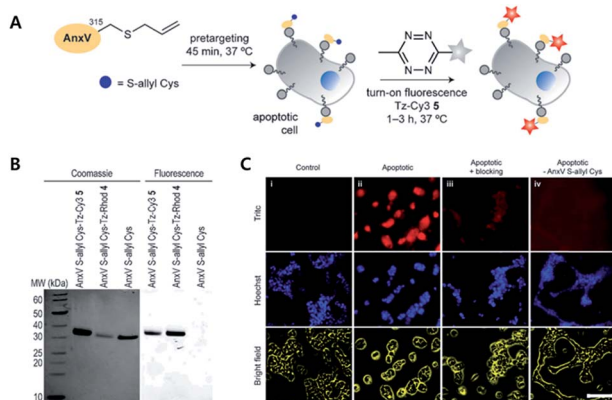 A
AnxV
315
S
pretargeting
45 min, 37 ºC
= S-allyl Cys
apoptotic
cell
N=N
N-N
turn-on fluorescence
Tz-Cy3 5
1–3 h, 37 ºC
B
Coomassie
Fluorescence
AnxV S-allyl Cys-Tz-Cy3 5
AnxV S-allyl Cys-Tz-Rhod 4
AnxV S-allyl Cys
AnxV S-allyl Cys-Tz-Cy3 5
AnxV S-allyl Cys-Tz-Rhod 4
AnxV S-allyl Cys
MW (kDa)
60
50
40
30
25
20
10
C
Control
Apoptotic
Apoptotic
+ blocking
Apoptotic
- AnxV S-allyl Cys
i
ii
iii
iv
Tritc
Hoechst
Bright field